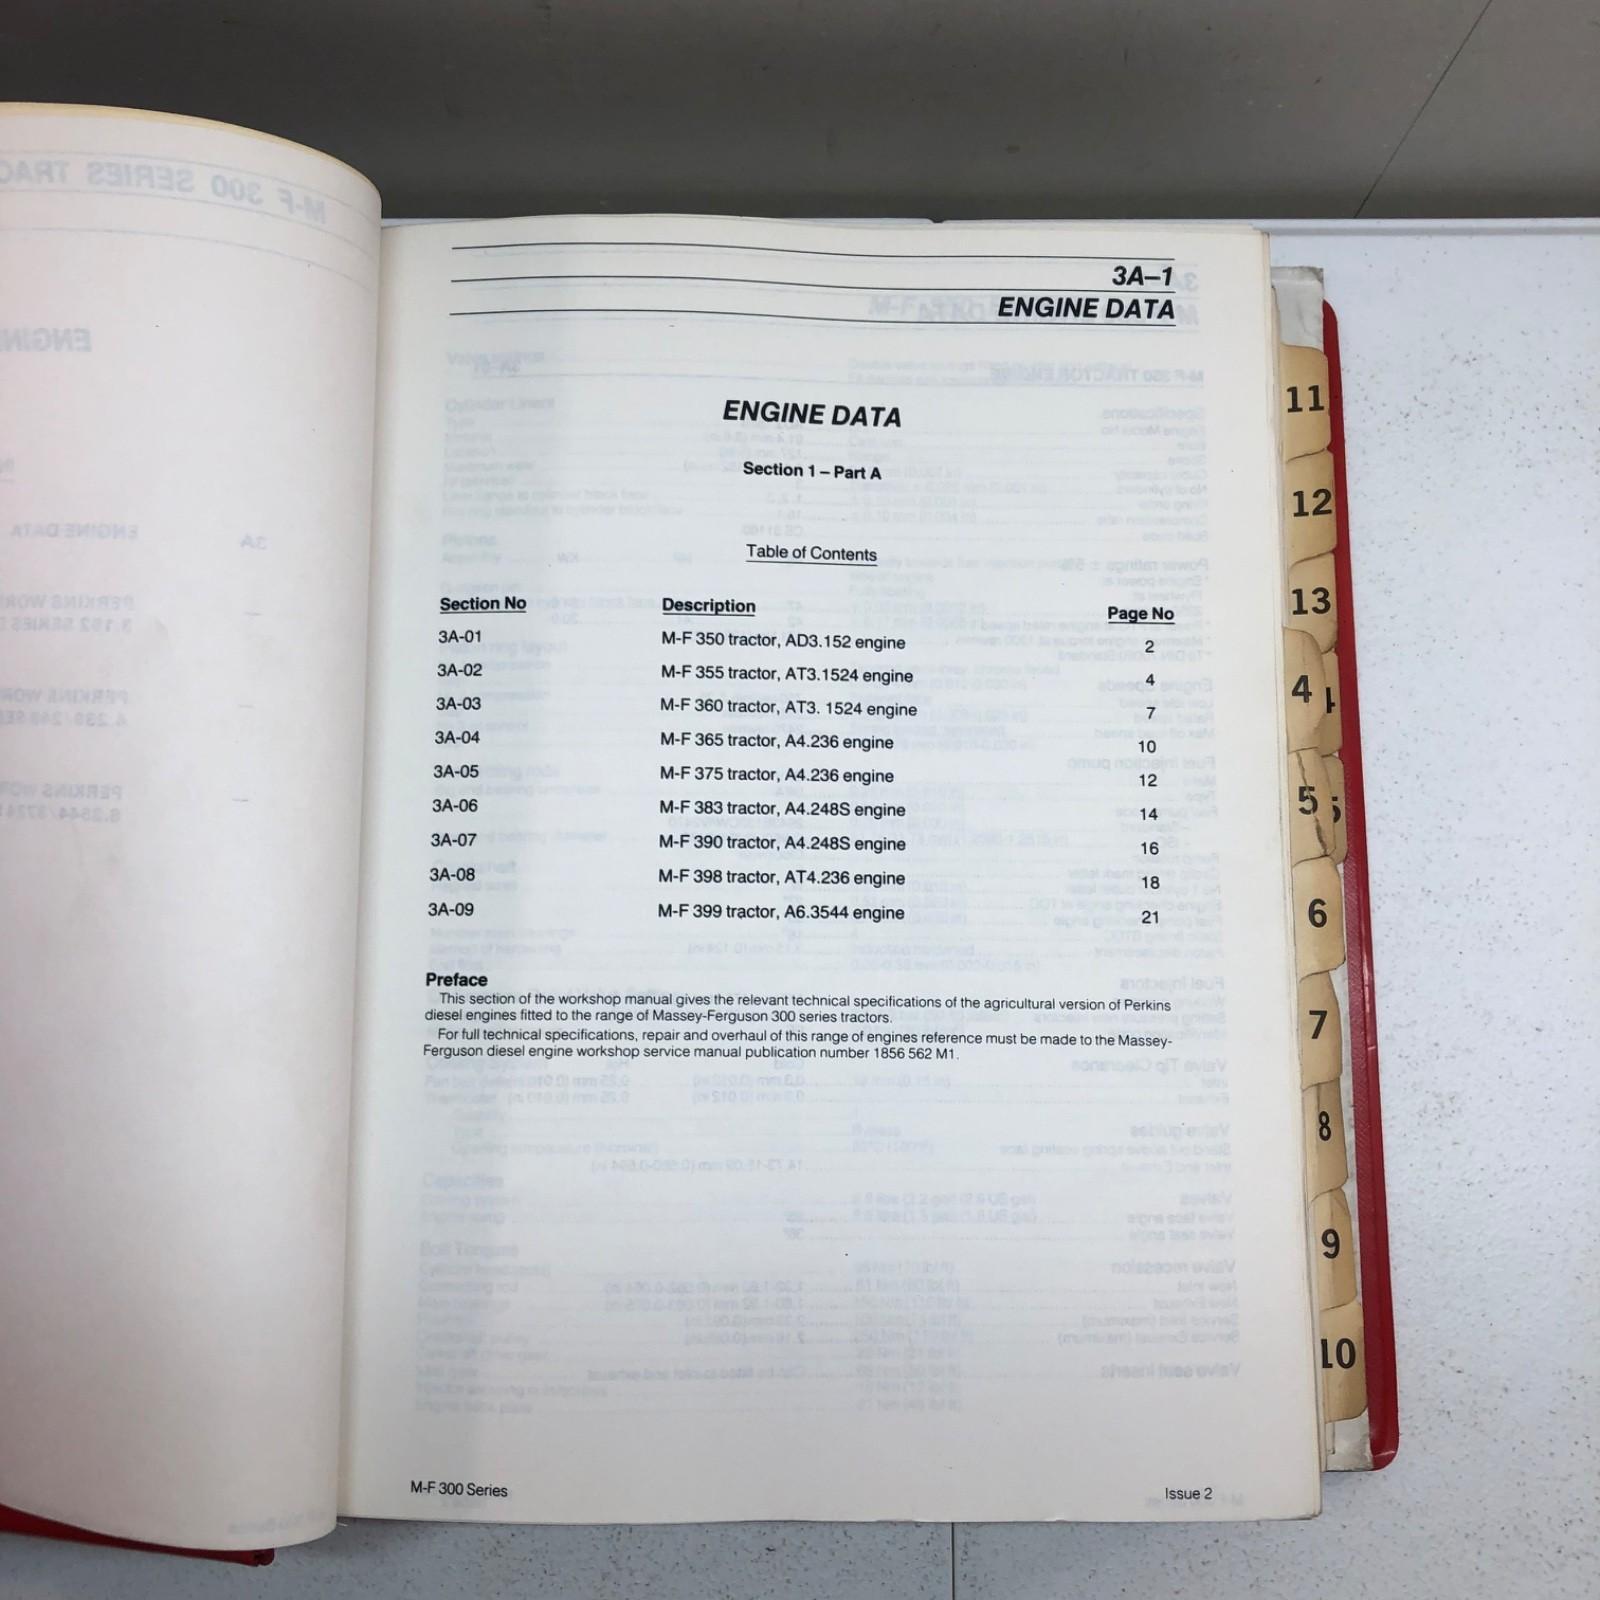 3A–1
ENGINE DATA
ENGINE DATA
Section 1 – Part A
Table of Contents
Section No Description Page No
3A-01 M-F 350 tractor, AD3.152 engine 2
3A-02 M-F 355 tractor, AT3.1524 engine 4
3A-03 M-F 360 tractor, AT3. 1524 engine 7
3A-04 M-F 365 tractor, A4.236 engine 10
3A-05 M-F 375 tractor, A4.236 engine 12
3A-06 M-F 383 tractor, A4.248S engine 14
3A-07 M-F 390 tractor, A4.248S engine 16
3A-08 M-F 398 tractor, AT4.236 engine 18
3A-09 M-F 399 tractor, A6.3544 engine 21
Preface
This section of the workshop manual gives the relevant technical specifications of the agricultural version of Perkins
diesel engines fitted to the range of Massey-Ferguson 300 series tractors.
For full technical specifications, repair and overhaul of this range of engines reference must be made to the Massey-
Ferguson diesel engine workshop service manual publication number 1856 562 M1.
M-F 300 Series Issue 2
11
12
13
4
5
6
7
8
9
10